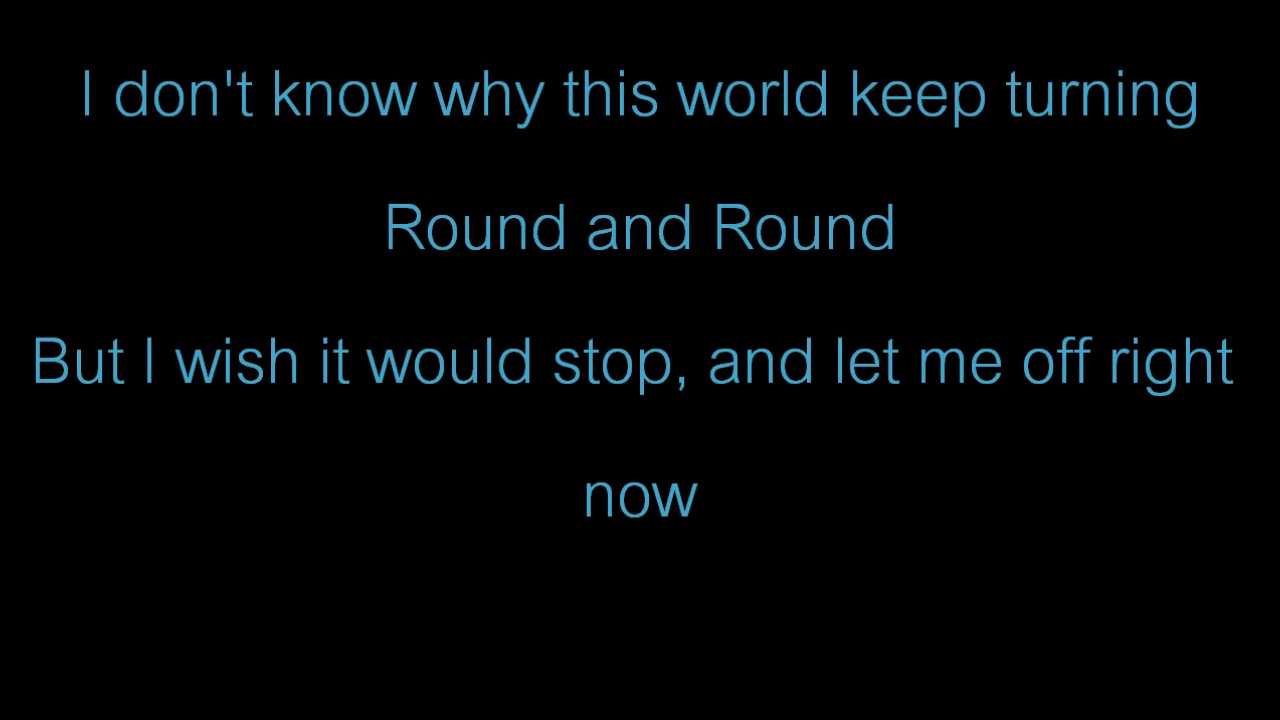 I don't know why this world keep turning
Round and Round
But I wish it would stop, and let me off right
now